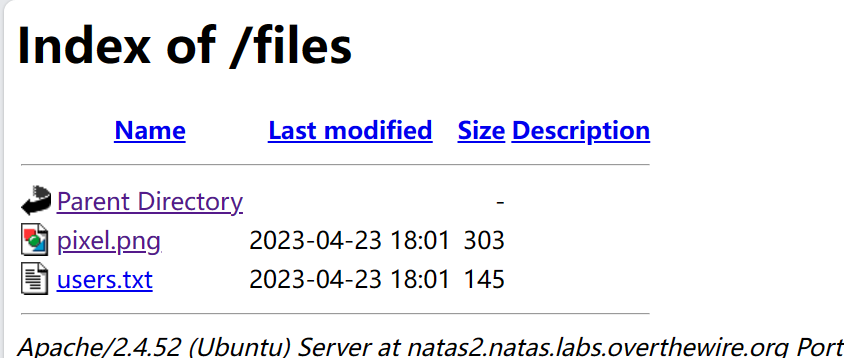 Index of /files
Name Last modified Size Description
Parent Directory -
pixel.png 2023-04-23 18:01 303
users.txt 2023-04-23 18:01 145
Apache/2.4.52 (Ubuntu) Server at natas2.natas.labs.overthewire.org Port